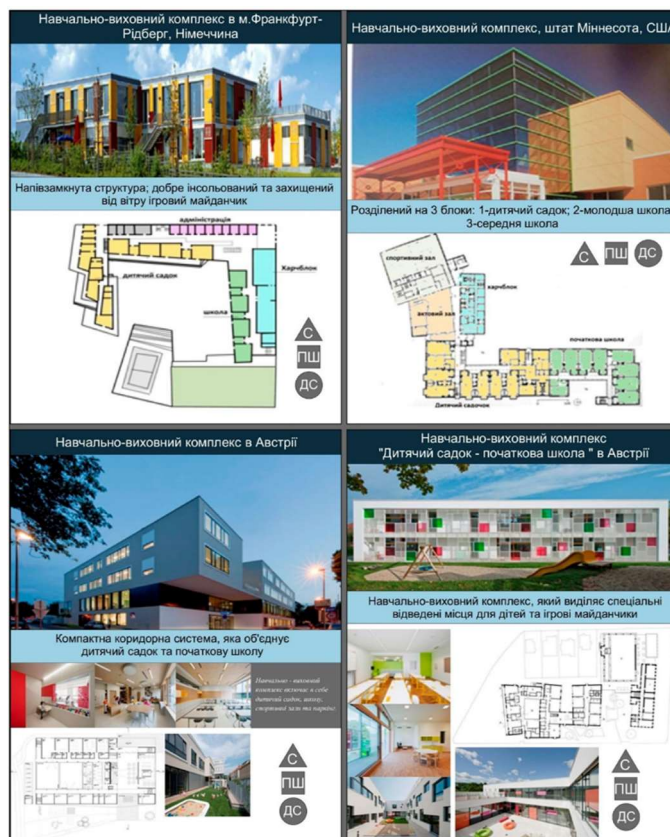 Навчально-виховний комплекс в м.Франкфурт-
Рідберг, Німеччина
Напівзамкнута структура; добре інсольований та захищений
від вітру ігровий майданчик
адміністрація
дитячий садок
Харчблок
школа
С
ПШ
ДС
Навчально-виховний комплекс, штат Міннесота, США
Розділений на 3 блоки: 1-дитячий садок; 2-молодша школа
3-середня школа
С
ПШ
ДС
спортивний зал
харчблок
актовий зал
початкова школа
Дитячий садочок
Навчально-виховний комплекс в Австрії
Компактна коридорна система, яка об'єднує
дитячий садок та початкову школу
Навчально - виховний
комплекс включає в себе
дитячий садок, школу,
спортивні зали та паркінг
С
ПШ
ДС
Навчально-виховний комплекс
"Дитячий садок - початкова школа " в Австрії
Навчально-виховний комплекс, який виділяє спеціальні
відведені місця для дітей та ігрові майданчики
С
ПШ
ДС